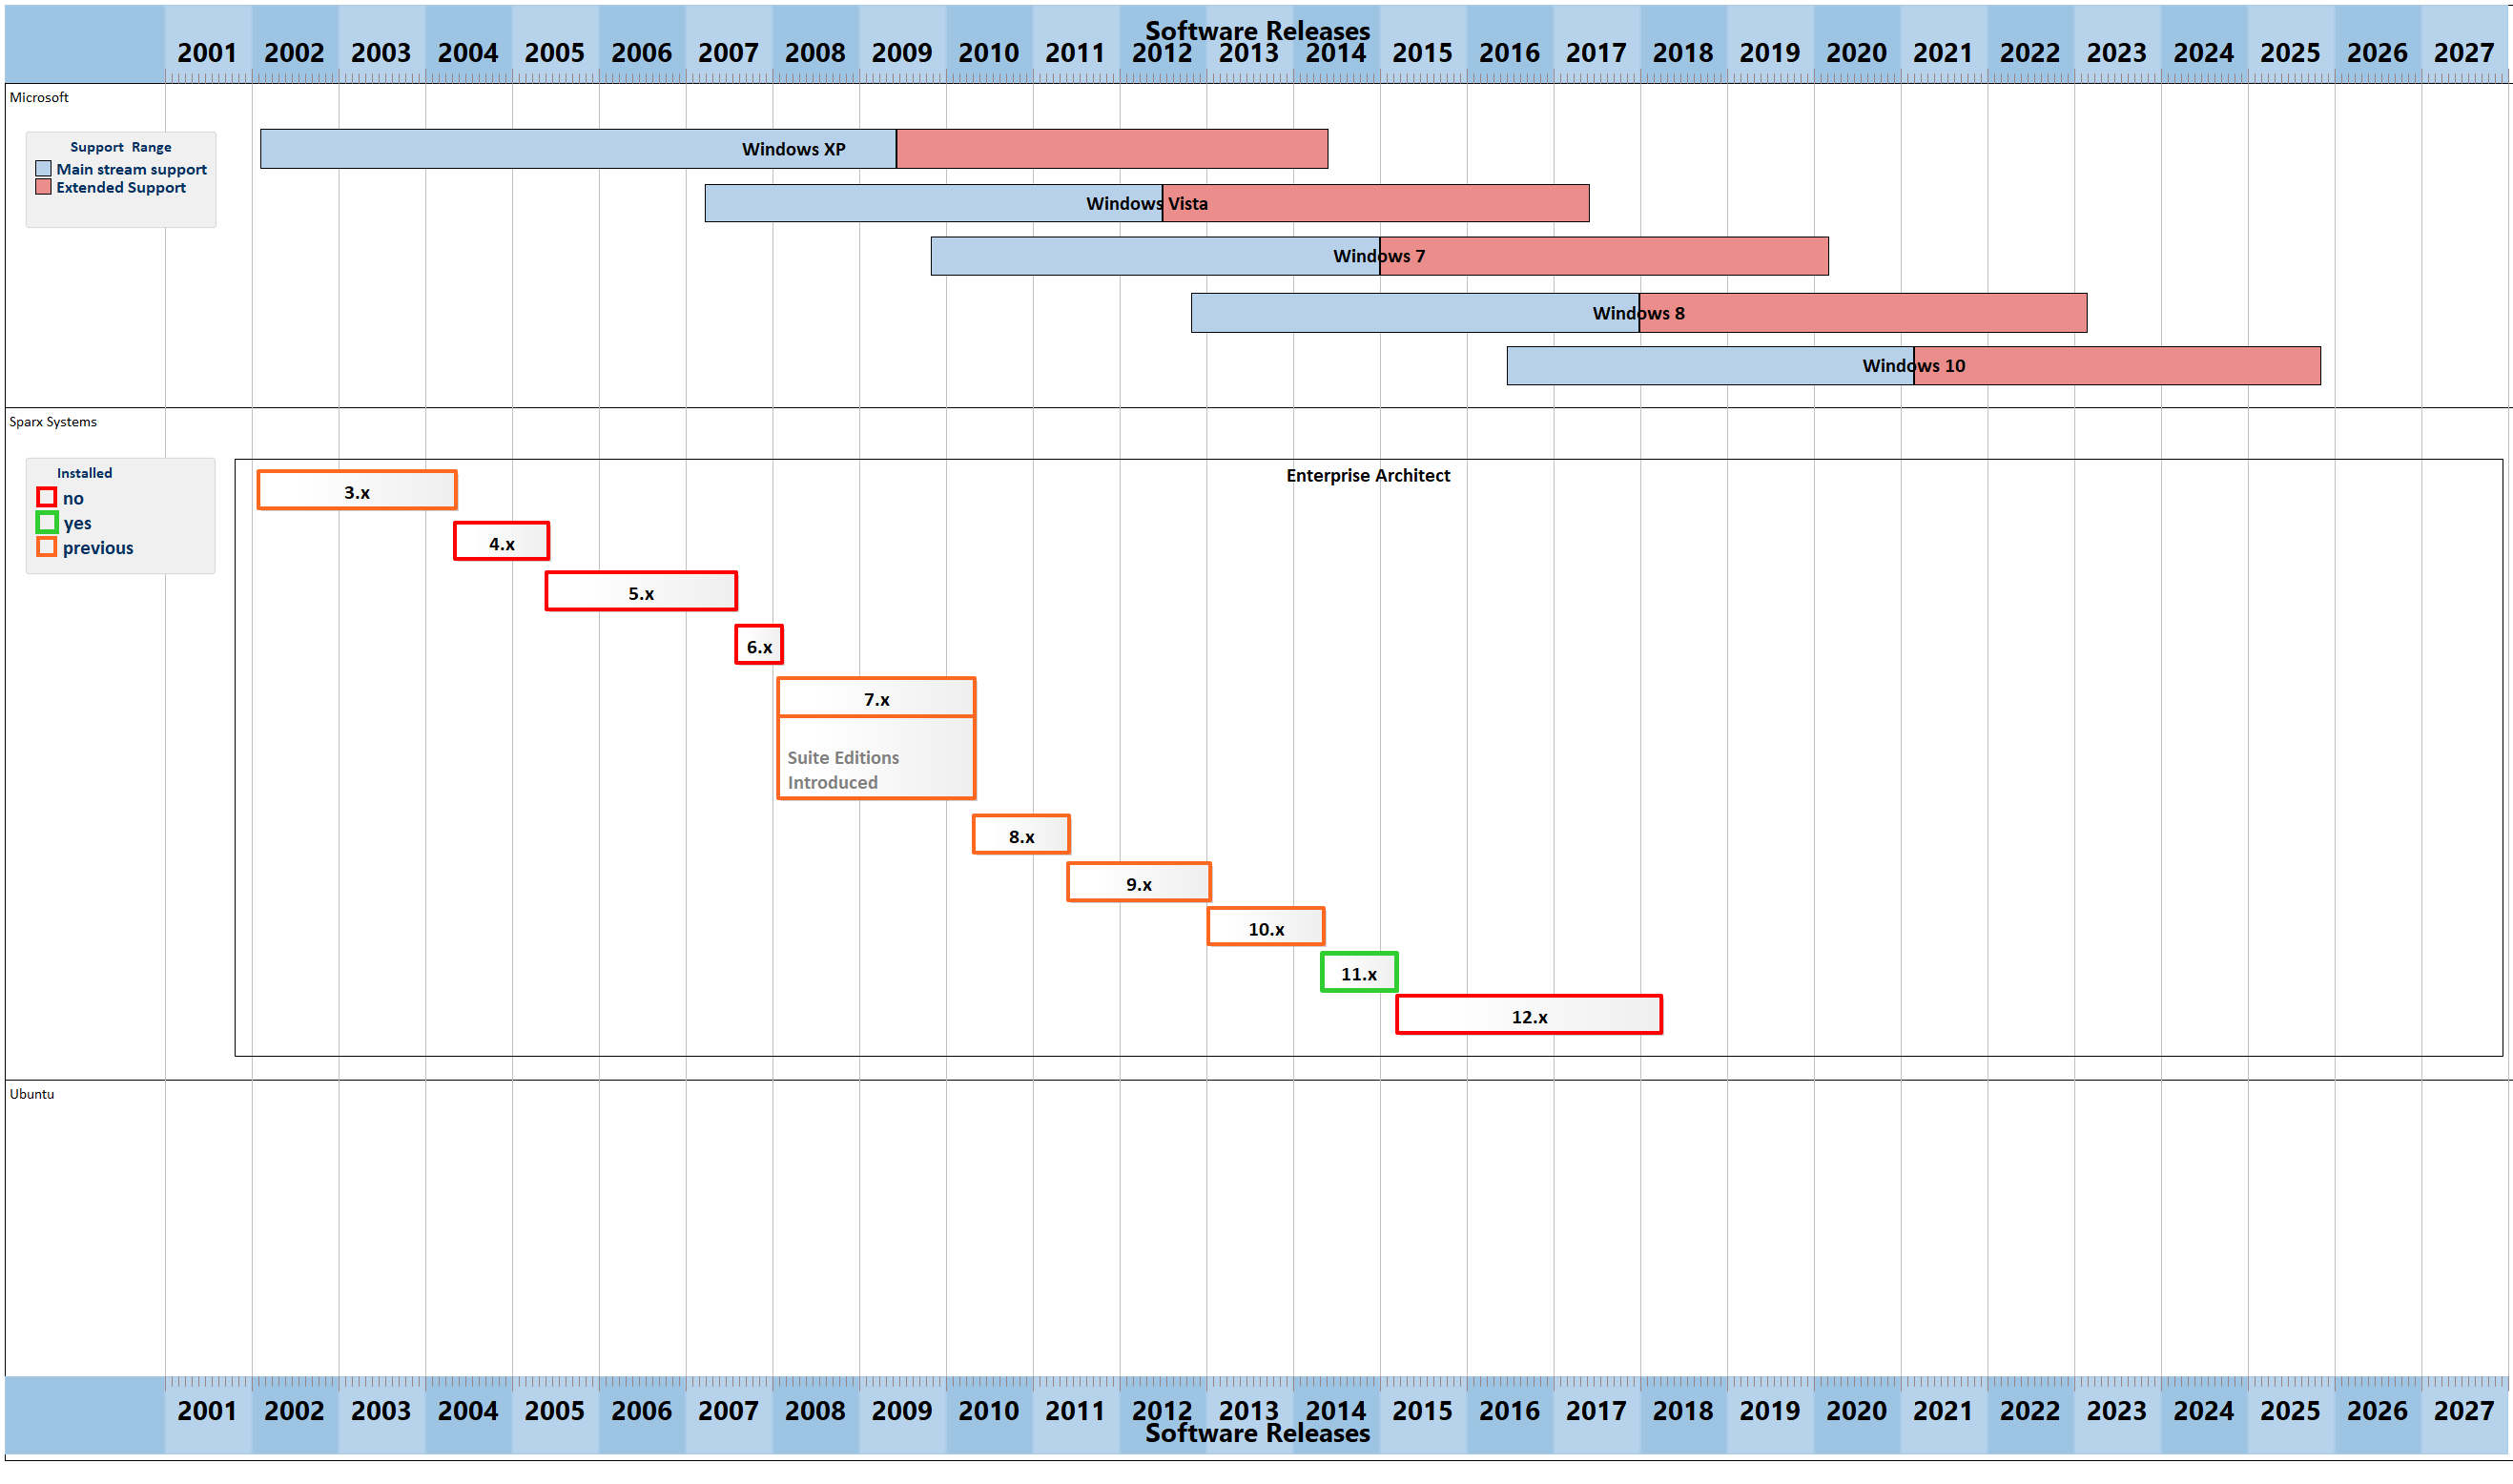 Software Releases
2001 2002 2003 2004 2005 2006 2007 2008 2009 2010 2011 2012 2013 2014 2015 2016 2017 2018 2019 2020 2021 2022 2023 2024 2025 2026 2027
Microsoft
Support Range
Main stream support
Extended Support
Windows XP
Windows Vista
Windows 7
Windows 8
Windows 10
Sparx Systems
Installed
no
yes
previous
Enterprise Architect
3.x
4.x
5.x
6.x
7.x
Suite Editions
Introduced
8.x
9.x
10.x
11.x
12.x
Ubuntu
2001 2002 2003 2004 2005 2006 2007 2008 2009 2010 2011 2012 2013 2014 2015 2016 2017 2018 2019 2020 2021 2022 2023 2024 2025 2026 2027
Software Releases